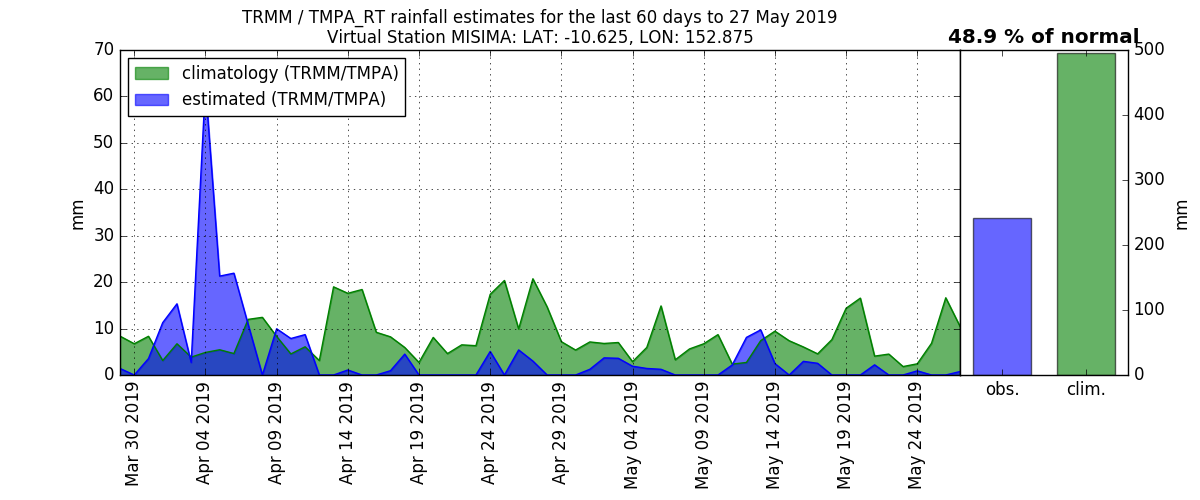 TRMM / TMPA_RT rainfall estimates for the last 60 days to 27 May 2019
Virtual Station MISIMA: LAT: -10.625, LON: 152.875
48.9 % of normal
climatology (TRMM/TMPA)
estimated (TRMM/TMPA)
70
60
50
40
30
20
10
0
mm
Mar 30 2019
Apr 04 2019
Apr 09 2019
Apr 14 2019
Apr 19 2019
Apr 24 2019
Apr 29 2019
May 04 2019
May 09 2019
May 14 2019
May 19 2019
May 24 2019
500
400
300
200
100
0
mm
obs.
clim.